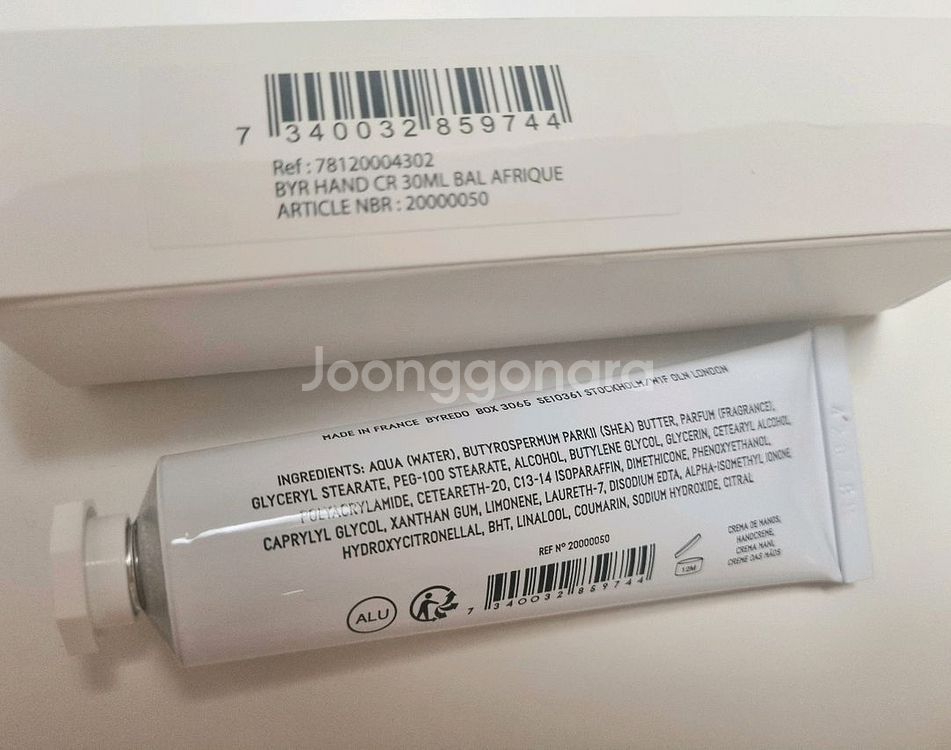 7 340032 859744
Ref : 78120004302
BYR HAND CR 30ML BAL AFRIQUE
ARTICLE NBR : 20000050
Joonggonara
MADE IN FRANCE BYREDO BOX 3065 SE10361 STOCKHOLM/W1F 0LN LONDON
INGREDIENTS: AQUA (WATER), BUTYROSPERMUM PARKII (SHEA) BUTTER, PARFUM (FRAGRANCE),
GLYCERYL STEARATE, PEG-100 STEARATE, ALCOHOL, BUTYLENE GLYCOL, GLYCERIN, CETEARYL ALCOHOL,
POLYACRYLAMIDE, CETEARETH-20, C13-14 ISOPARAFFIN, DIMETHICONE, PHENOXYETHANOL,
CAPRYLYL GLYCOL, XANTHAN GUM, LIMONENE, LAURETH-7, DISODIUM EDTA, ALPHA-ISOMETHYL IONONE,
HYDROXYCITRONELLAL, BHT, LINALOOL, COUMARIN, SODIUM HYDROXIDE, CITRAL
REF Nº 20000050
CREMA DE MANOS,
HANDCREME,
CREMA MANI,
CREME DAS MÃOS
12M
ALU
7 340032 859744